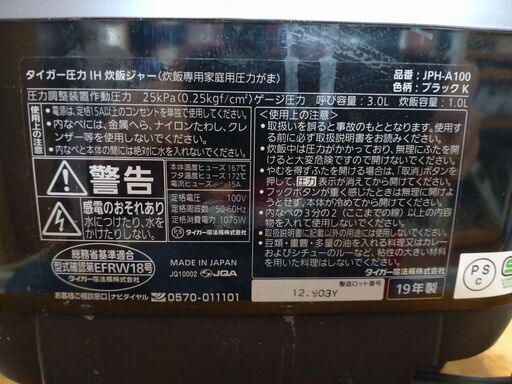 タイガー圧力IH炊飯ジャー(炊飯専用家庭用圧力がま)
品番:JPH-A100
色柄:ブラック K
圧力調整装置作動圧力 25kPa(0.25kgf/cm²)ゲージ圧力 呼び容量:3.0L 炊飯容量:1.0L
•電源は、定格15A以上のコンセントを単独で使用してください。
•内なべには、金属へら、ナイロンたわし、クレンザー等を使用しないでください。
•内なべと本体の間には絶対に水を入れないでください。
警告
感電のおそれあり
水につけたり、水をかけたりしない。
本体温度ヒューズ 167℃
フタ温度ヒューズ 172℃
電流ヒューズ 15A
定格電圧 100V
定格周波数 50-60Hz
定格消費電力 1075W
PSE タイガー魔法瓶株式会社
総務省基準適合
型式確認第EFRW18号
MADE IN JAPAN
JQ10002 JQA
お客様ご相談窓口 ナビダイヤル 0570-011101
<使用上の注意>
•取扱いを誤ると事故のもととなります。使用する前に必ず取扱説明書をお読みください。
•炊飯中は圧力がかかっており、無理にふたを開けると大変危険ですので開けないでください。
•やむを得ずふたを開ける場合は、「取消」ボタンを押して、圧力 表示が消えてから開けてください。
•フックボタンが重く感じるときは無理に開けようとせず、本体が冷めてから開けてください。
•内なべの3分の2(ここまでの線)以上の内容物を入れて使用しないでください。
•取扱説明書に記載以外の用途には使用しないでください。
•豆類・重曹・多量の油を入れるカレーおよびシチューのルーなど、粘性の大きい物を用いた料理はしないでください。
タイガー魔法瓶株式会社
製造ロット番号
12.903Y
19年製
PSC
S